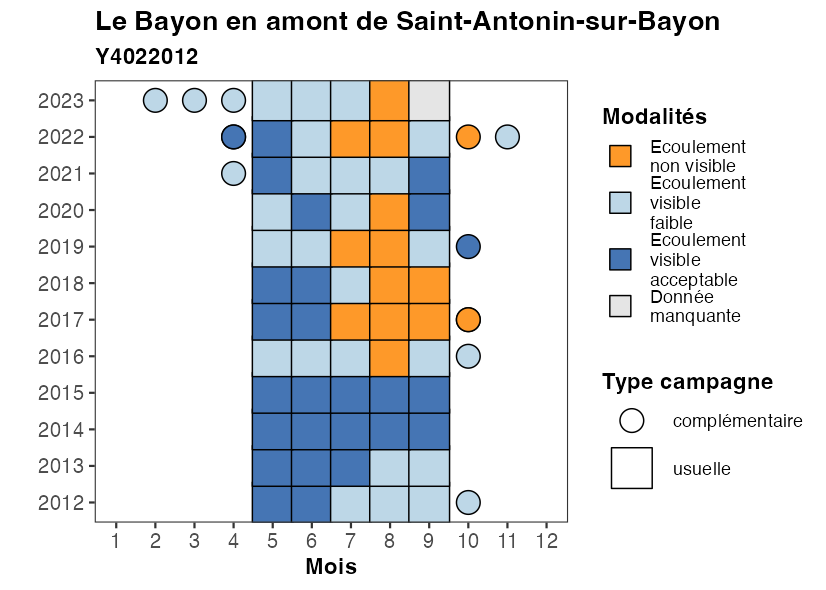 Le Bayon en amont de Saint-Antonin-sur-Bayon
Y4022012
2023
2022
2021
2020
2019
2018
2017
2016
2015
2014
2013
2012
1 2 3 4 5 6 7 8 9 10 11 12
Mois
Modalités
Ecoulement
non visible
Ecoulement
visible
faible
Ecoulement
visible
acceptable
Donnée
manquante
Type campagne
complémentaire
usuelle